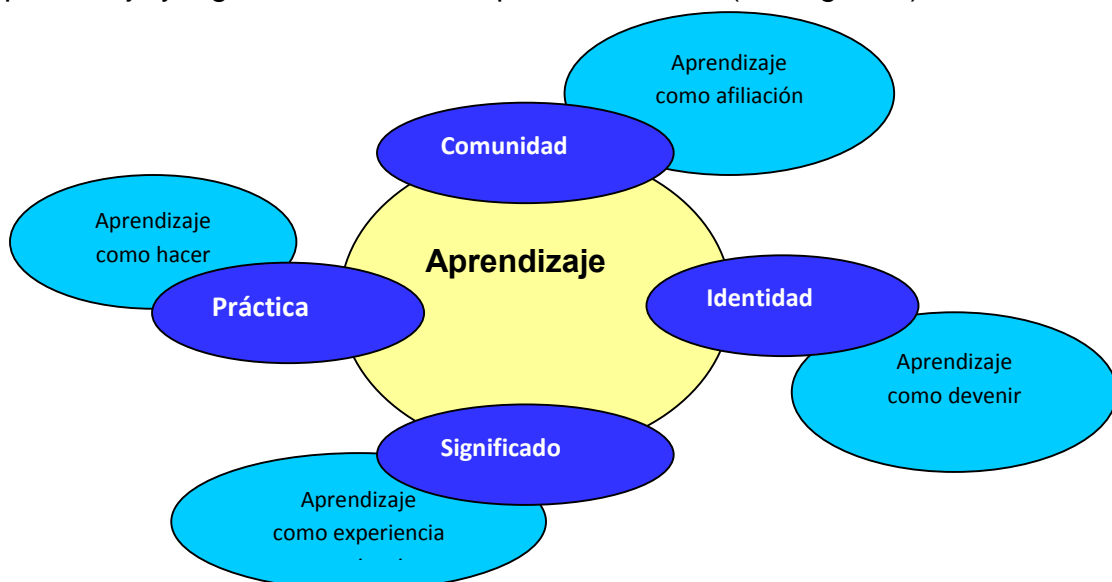 Aprendizaje
como afiliación
Comunidad
Aprendizaje
como hacer
Aprendizaje
Práctica
Identidad
Aprendizaje
como devenir
Significado
Aprendizaje
como experiencia